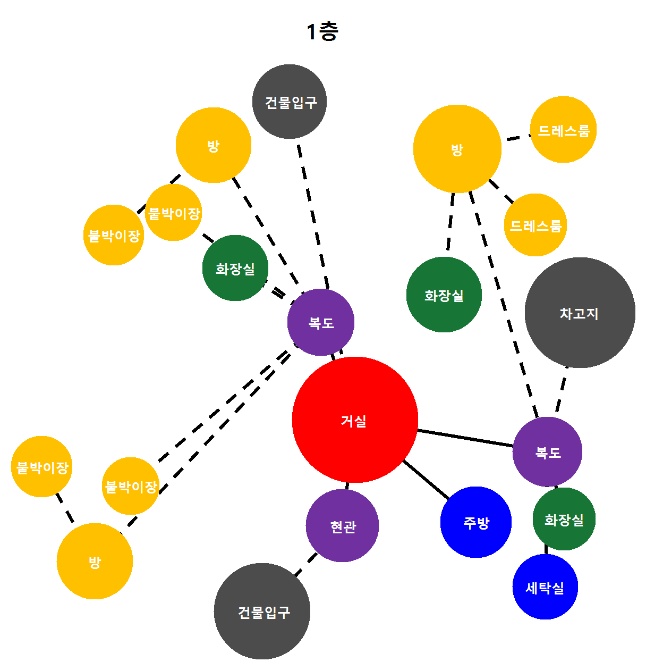 1층
건물입구
방
드레스룸
방
붙박이장
붙박이장
드레스룸
화장실
화장실
차고지
복도
거실
복도
붙박이장
붙박이장
주방
화장실
현관
방
세탁실
건물입구